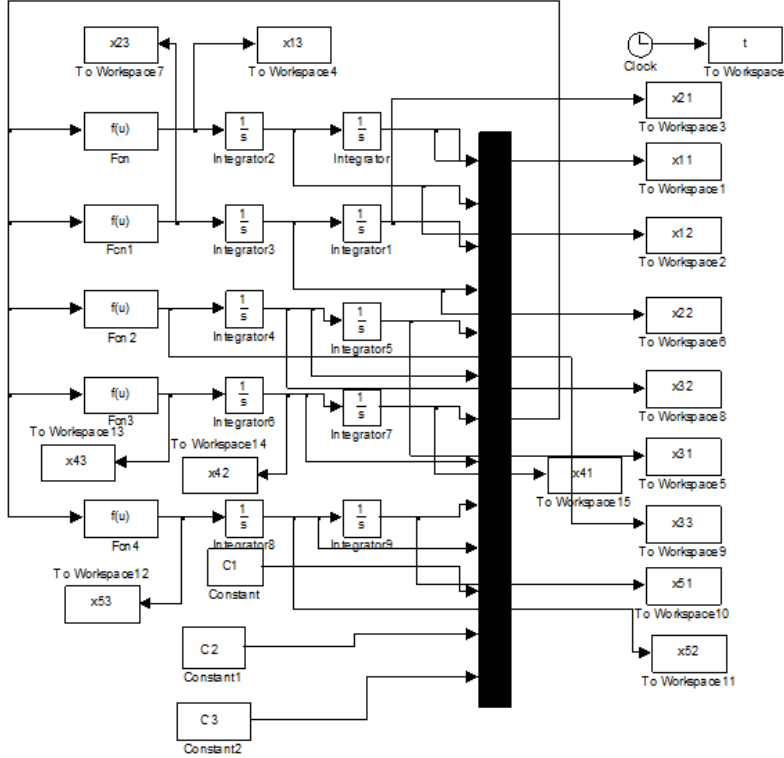 x23
To Workspace7
x13
To Workspace4
Clock
t
To Workspace
x21
To Workspace3
f(u)
Fcn
1
s
Integrator2
1
s
Integrator
x11
To Workspace1
f(u)
Fcn1
1
s
Integrator3
1
s
Integrator1
x12
To Workspace2
f(u)
Fcn2
1
s
Integrator4
1
s
Integrator5
x22
To Workspace6
f(u)
Fcn3
1
s
Integrator6
1
s
Integrator7
x32
To Workspace8
To Workspace13
x43
To Workspace14
x42
x41
To Workspace15
x31
To Workspace5
f(u)
Fcn4
1
s
Integrator8
1
s
Integrator9
x33
To Workspace9
To Workspace12
x53
C1
Constant
x51
To Workspace10
C2
Constant1
x52
To Workspace11
C3
Constant2